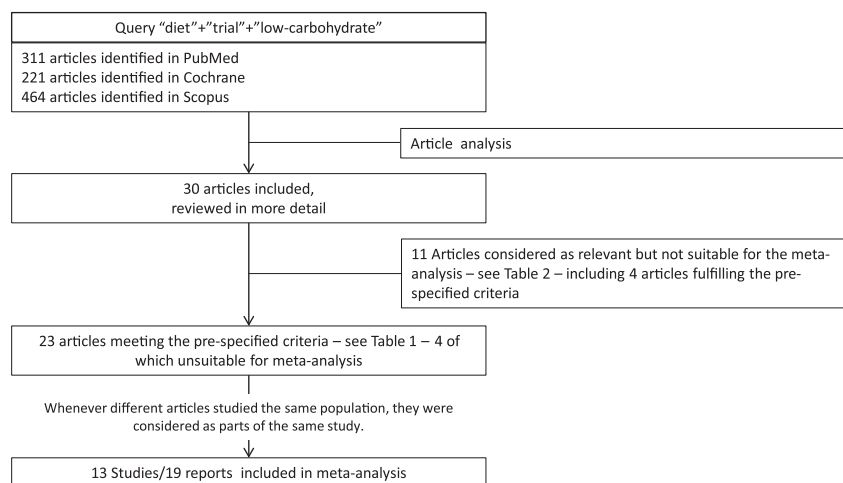 Query “diet”+”trial”+”low-carbohydrate”
311 articles identified in PubMed
221 articles identified in Cochrane
464 articles identified in Scopus
Article analysis
30 articles included,
reviewed in more detail
11 Articles considered as relevant but not suitable for the meta-
analysis – see Table 2 – including 4 articles fulfilling the pre-
specified criteria
23 articles meeting the pre-specified criteria – see Table 1 – 4 of
which unsuitable for meta-analysis
Whenever different articles studied the same population, they were
considered as parts of the same study.
13 Studies/19 reports included in meta-analysis